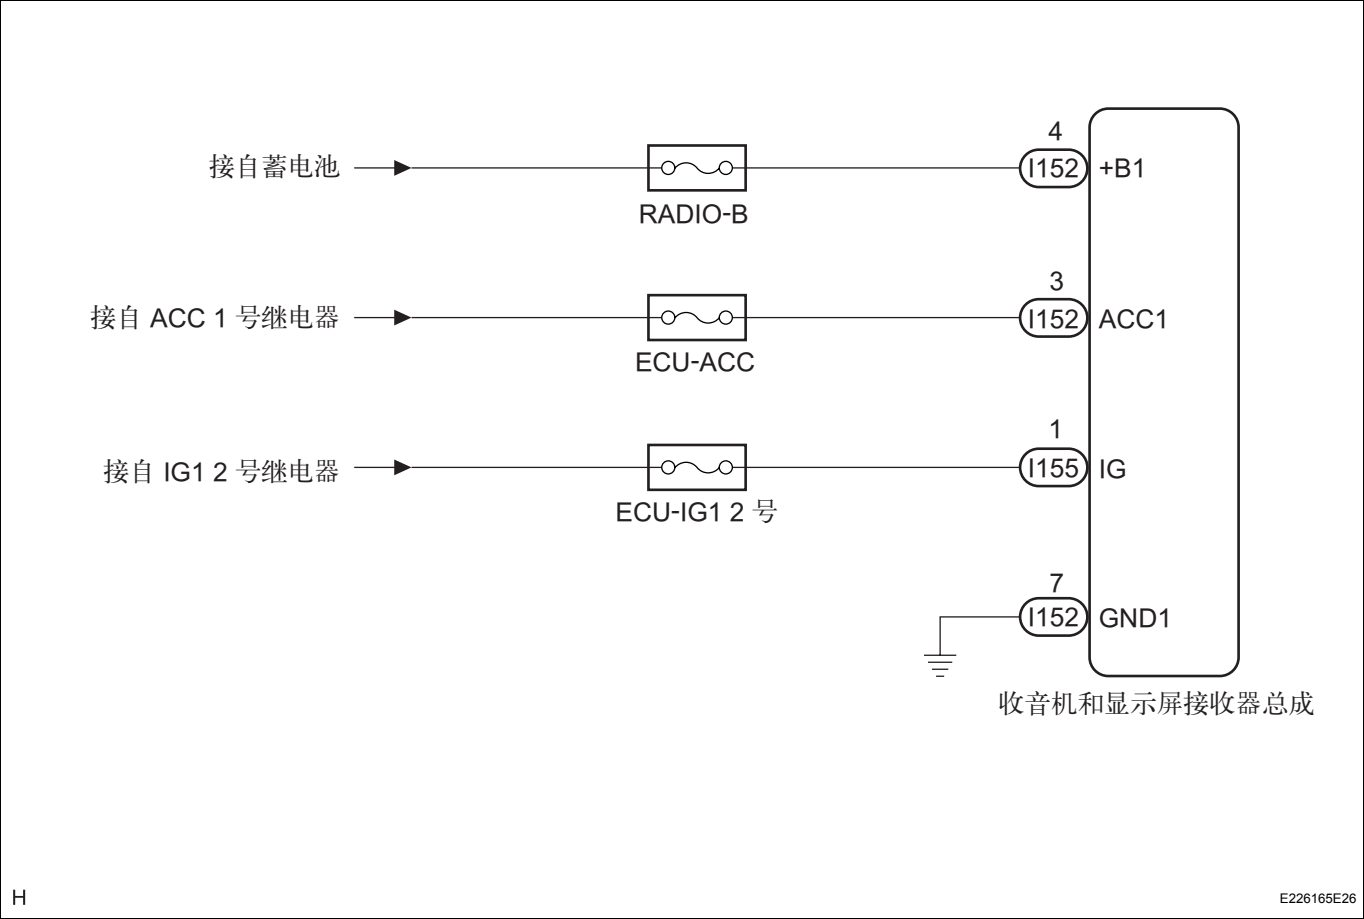 4
接自蓄电池
I152
+B1
RADIO-B
3
接自 ACC 1 号继电器
I152
ACC1
ECU-ACC
1
接自 IG1 2 号继电器
I155
IG
ECU-IG1 2 号
7
I152
GND1
收音机和显示屏接收器总成
H
E226165E26